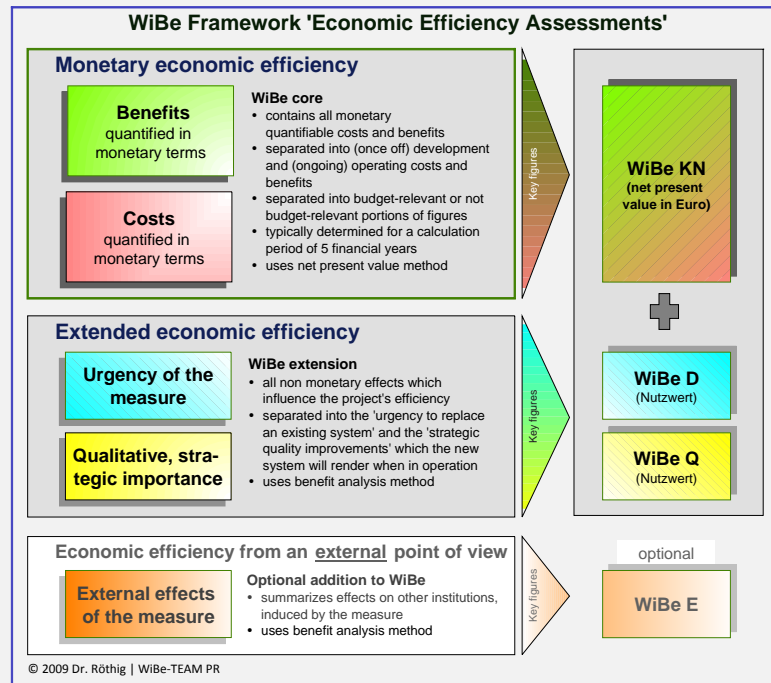 WiBe Framework 'Economic Efficiency Assessments'
Monetary economic efficiency
Benefits
quantified in
monetary terms
Costs
quantified in
monetary terms
WiBe core
• contains all monetary
quantifiable costs and benefits
• separated into (once off) development
and (ongoing) operating costs and
benefits
• separated into budget-relevant or not
budget-relevant portions of figures
• typically determined for a calculation
period of 5 financial years
• uses net present value method
Key figures
WiBe KN
(net present
value in Euro)
Extended economic efficiency
Urgency of the
measure
Qualitative, stra-
tegic importance
WiBe extension
• all non monetary effects which
influence the project's efficiency
• separated into the 'urgency to replace
an existing system' and the 'strategic
quality improvements' which the new
system will render when in operation
• uses benefit analysis method
Key figures
WiBe D
(Nutzwert)
WiBe Q
(Nutzwert)
Economic efficiency from an external point of view
External effects
of the measure
Optional addition to WiBe
• summarizes effects on other institutions,
induced by the measure
• uses benefit analysis method
Key figures
optional
WiBe E
© 2009 Dr. Röthig | WiBe-TEAM PR